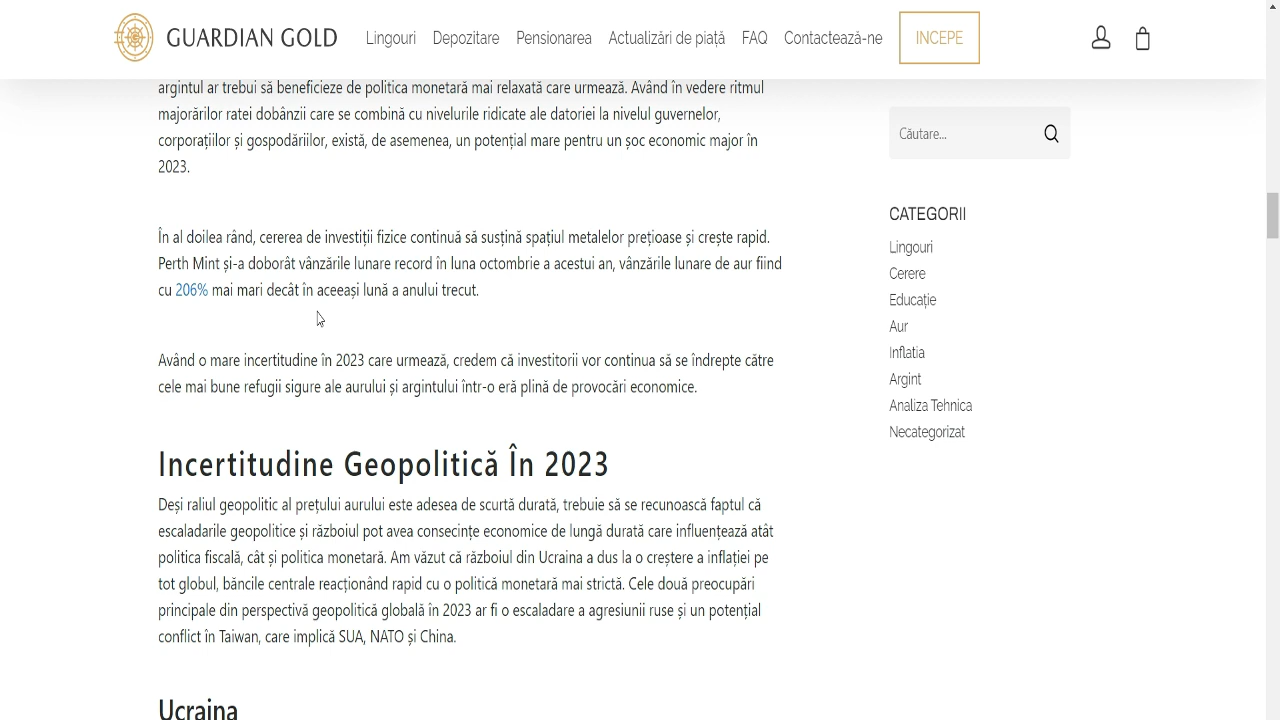 GUARDIAN GOLD
Lingouri Depozitare Pensionarea Actualizări de piață FAQ Contactează-ne INCEPE
argintul ar trebui să beneficieze de politica monetară mai relaxată care urmează. Având în vedere ritmul
majorărilor ratei dobânzii care se combină cu nivelurile ridicate ale datoriei la nivelul guvernelor,
corporațiilor și gospodăriilor, există, de asemenea, un potențial mare pentru un șoc economic major în
2023.
În al doilea rând, cererea de investiții fizice continuă să susțină spațiul metalelor prețioase și crește rapid.
Perth Mint și-a doborât vânzările lunare record în luna octombrie a acestui an, vânzările lunare de aur fiind
cu 206% mai mari decât în aceeași lună a anului trecut.
Având o mare incertitudine în 2023 care urmează, credem că investitorii vor continua să se îndrepte către
cele mai bune refugii sigure ale aurului și argintului într-o eră plină de provocări economice.
Incertitudine Geopolitică În 2023
Deși raliul geopolitic al prețului aurului este adesea de scurtă durată, trebuie să se recunoască faptul că
escaladarile geopolitice și războiul pot avea consecințe economice de lungă durată care influențează atât
politica fiscală, cât și politica monetară. Am văzut că războiul din Ucraina a dus la o creștere a inflației pe
tot globul, băncile centrale reacționând rapid cu o politică monetară mai strictă. Cele două preocupări
principale din perspectivă geopolitică globală în 2023 ar fi o escaladare a agresiunii ruse și un potențial
conflict în Taiwan, care implică SUA, NATO și China.
Ucraina
Căutare...
CATEGORII
Lingouri
Cerere
Educație
Aur
Inflatia
Argint
Analiza Tehnica
Necategorizat